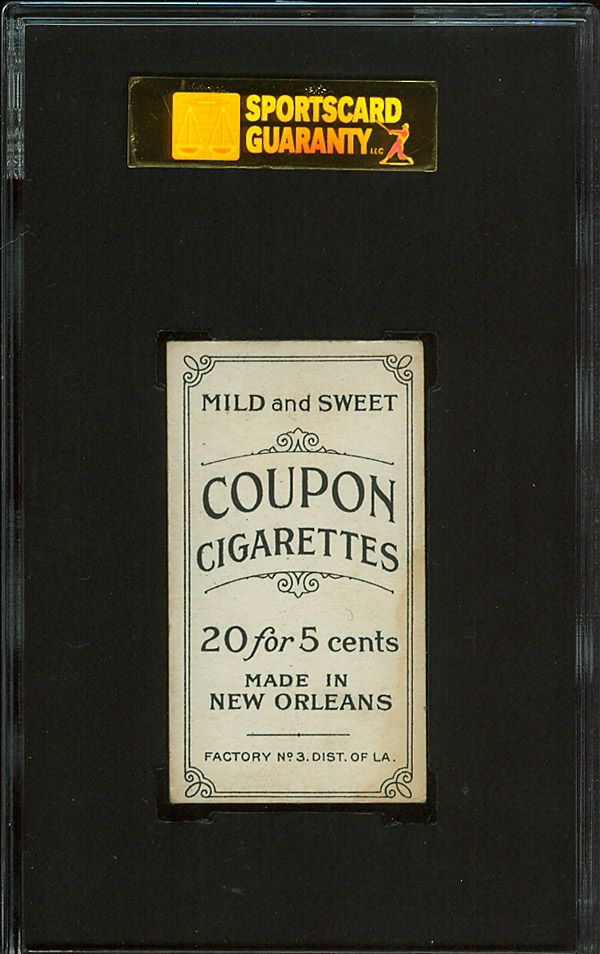 SPORTSCARD
GUARANTY LLC
MILD and SWEET
COUPON
CIGARETTES
20 for 5 cents
MADE IN
NEW ORLEANS
FACTORY Nº 3. DIST. OF LA.